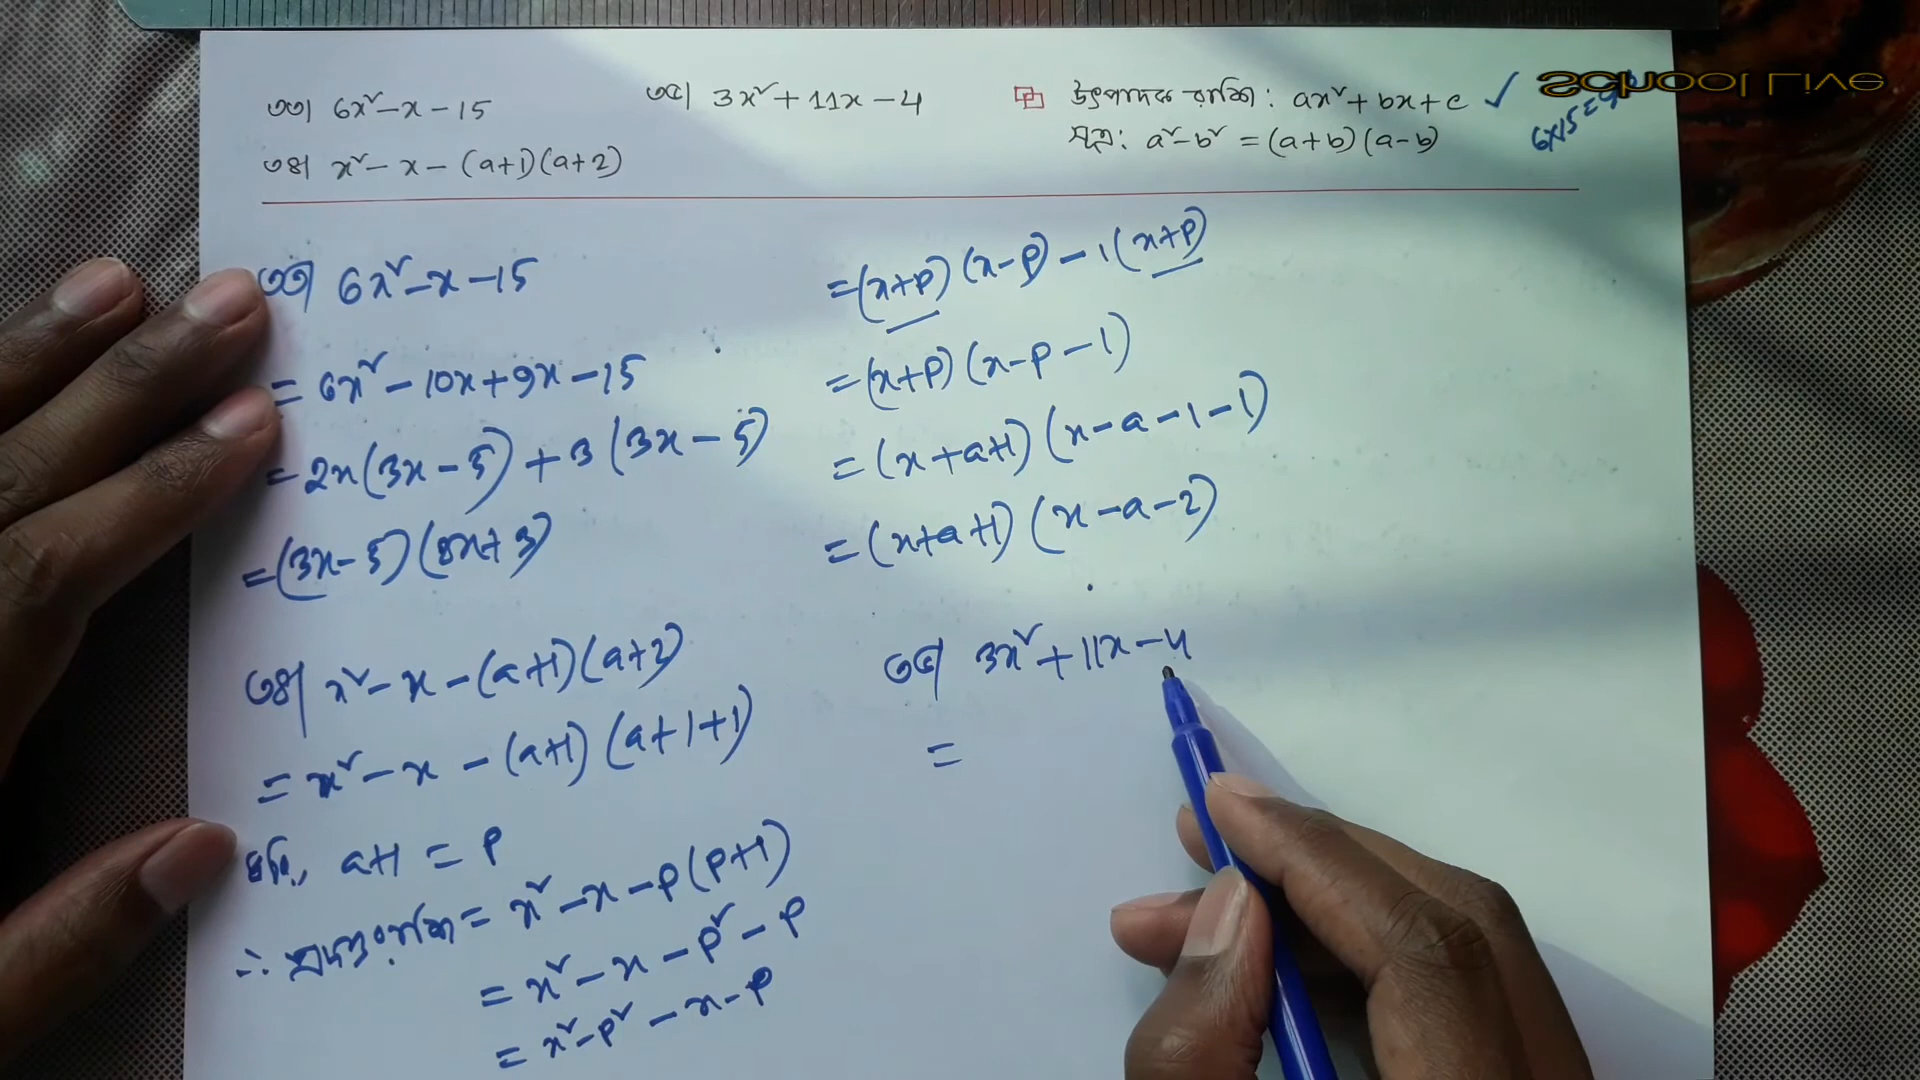 ৩৩। 6x² - x - 15
৩৪। x² - x - (a+1)(a+2)
৩৫। 3x² + 11x - 4
উৎপাদক রাশি: ax² + bx + c ✓
সূত্র: a² - b² = (a+b)(a-b)
School Live
6×15=90
৩৩) 6x² - x - 15
= 6x² - 10x + 9x - 15
= 2x(3x - 5) + 3(3x - 5)
= (3x - 5)(2x + 3)
৩৪) x² - x - (a+1)(a+2)
= x² - x - (a+1)(a+1+1)
ধরি, a+1 = p
∴ প্রদত্ত রাশি = x² - x - p(p+1)
= x² - x - p² - p
= x² - p² - x - p
= (x+p)(x-p) - 1(x+p)
= (x+p)(x-p-1)
= (x+a+1)(x-a-1-1)
= (x+a+1)(x-a-2)
৩৫) 3x² + 11x - 4
=